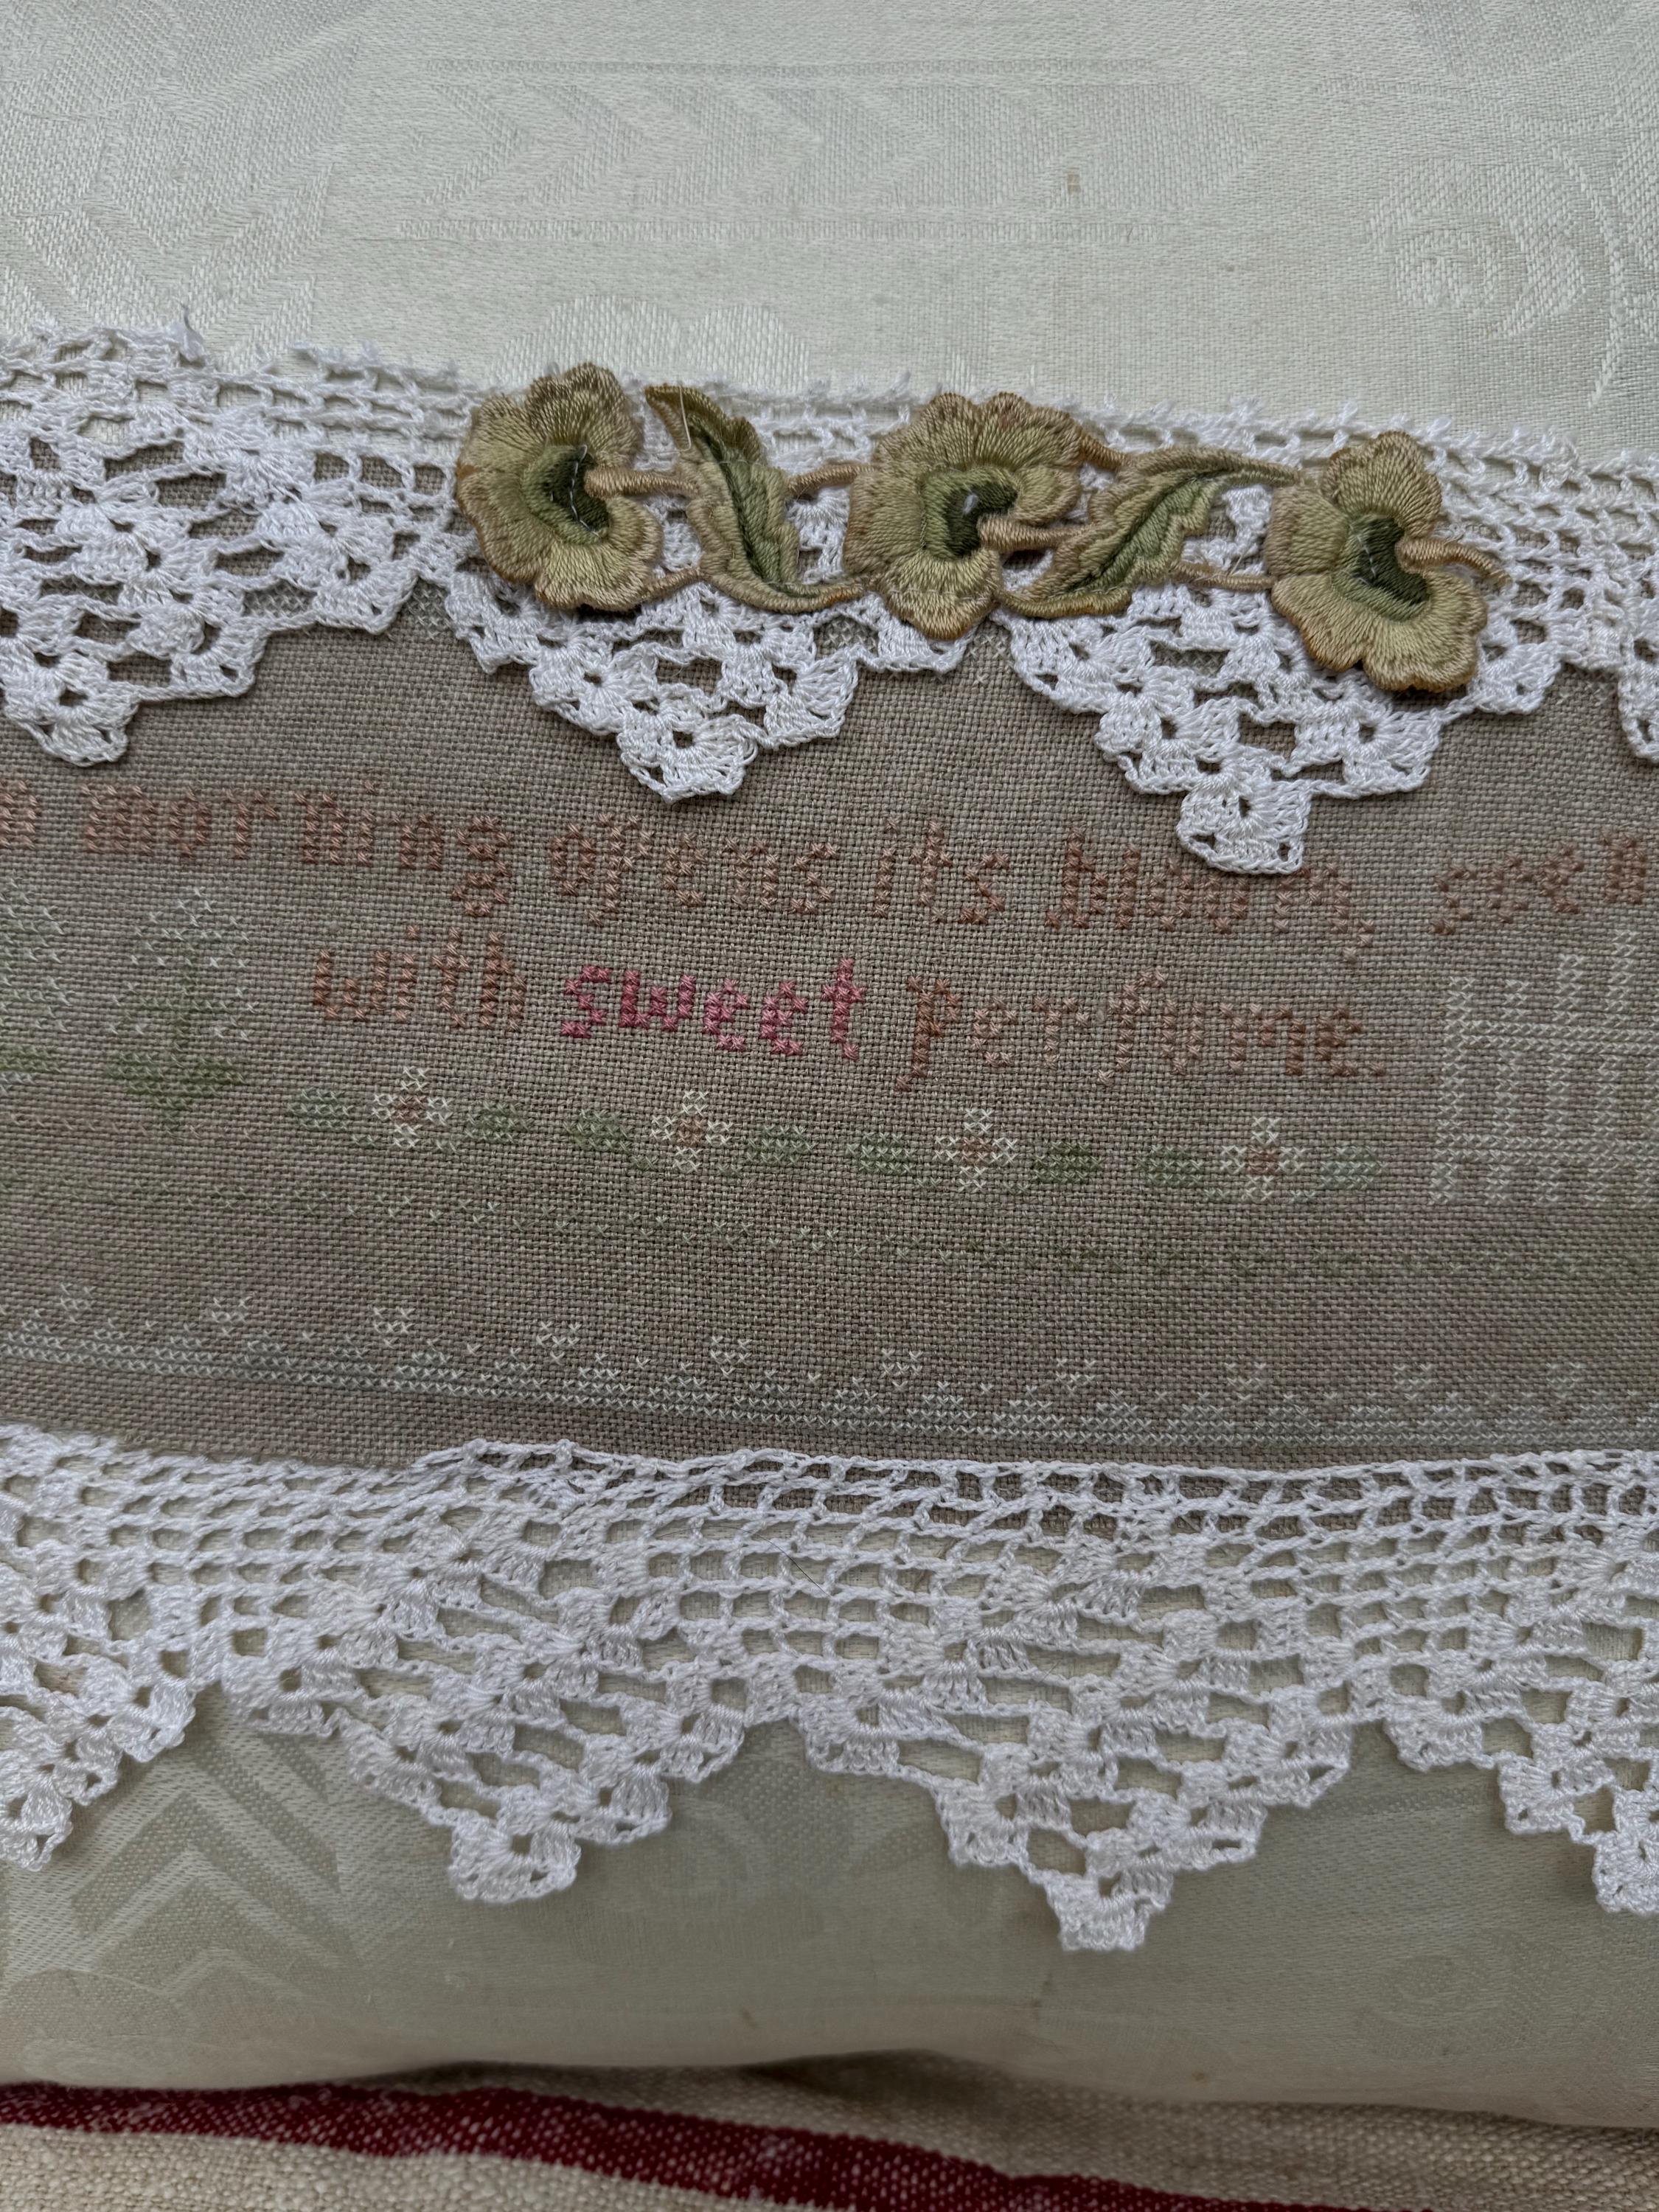 morning opens its bloom,
with sweet perfume.